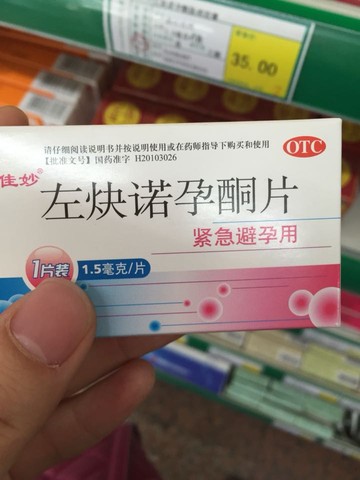 35.00
请仔细阅读说明书并按说明使用或在药师指导下购买和使用
【批准文号】国药准字 H20103026
OTC
佳妙
左炔诺孕酮片
紧急避孕用
1片装
1.5毫克/片